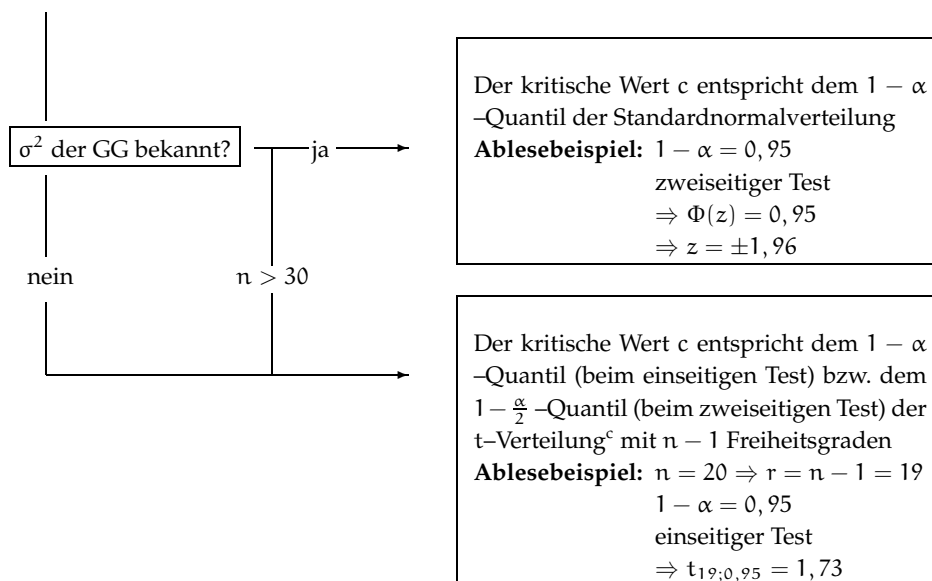 σ² der GG bekannt?
ja
nein
n > 30
Der kritische Wert c entspricht dem 1 − α
–Quantil der Standardnormalverteilung
Ablesebeispiel: 1 − α = 0, 95
zweiseitiger Test
⇒ Φ(z) = 0, 95
⇒ z = ±1, 96
Der kritische Wert c entspricht dem 1 − α
–Quantil (beim einseitigen Test) bzw. dem
1 − α/2 –Quantil (beim zweiseitigen Test) der
t–Verteilungᶜ mit n − 1 Freiheitsgraden
Ablesebeispiel: n = 20 ⇒ r = n − 1 = 19
1 − α = 0, 95
einseitiger Test
⇒ t₁₉;₀,₉₅ = 1, 73